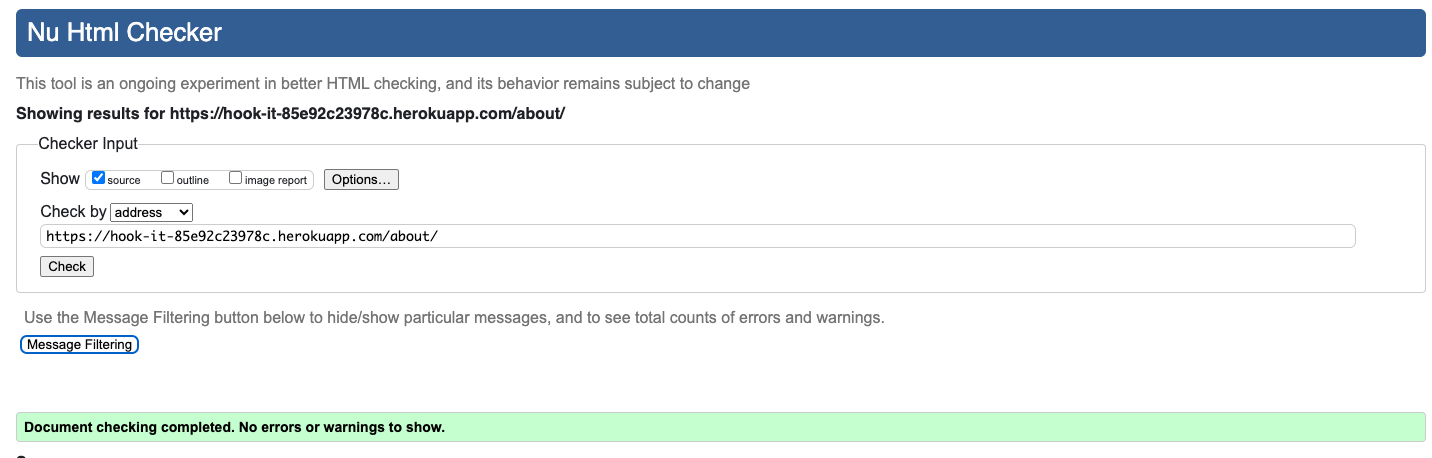 Nu Html Checker
This tool is an ongoing experiment in better HTML checking, and its behavior remains subject to change
Showing results for https://hook-it-85e92c23978c.herokuapp.com/about/
Checker Input
Show source outline image report Options...
Check by address
https://hook-it-85e92c23978c.herokuapp.com/about/
Check
Use the Message Filtering button below to hide/show particular messages, and to see total counts of errors and warnings.
Message Filtering
Document checking completed. No errors or warnings to show.